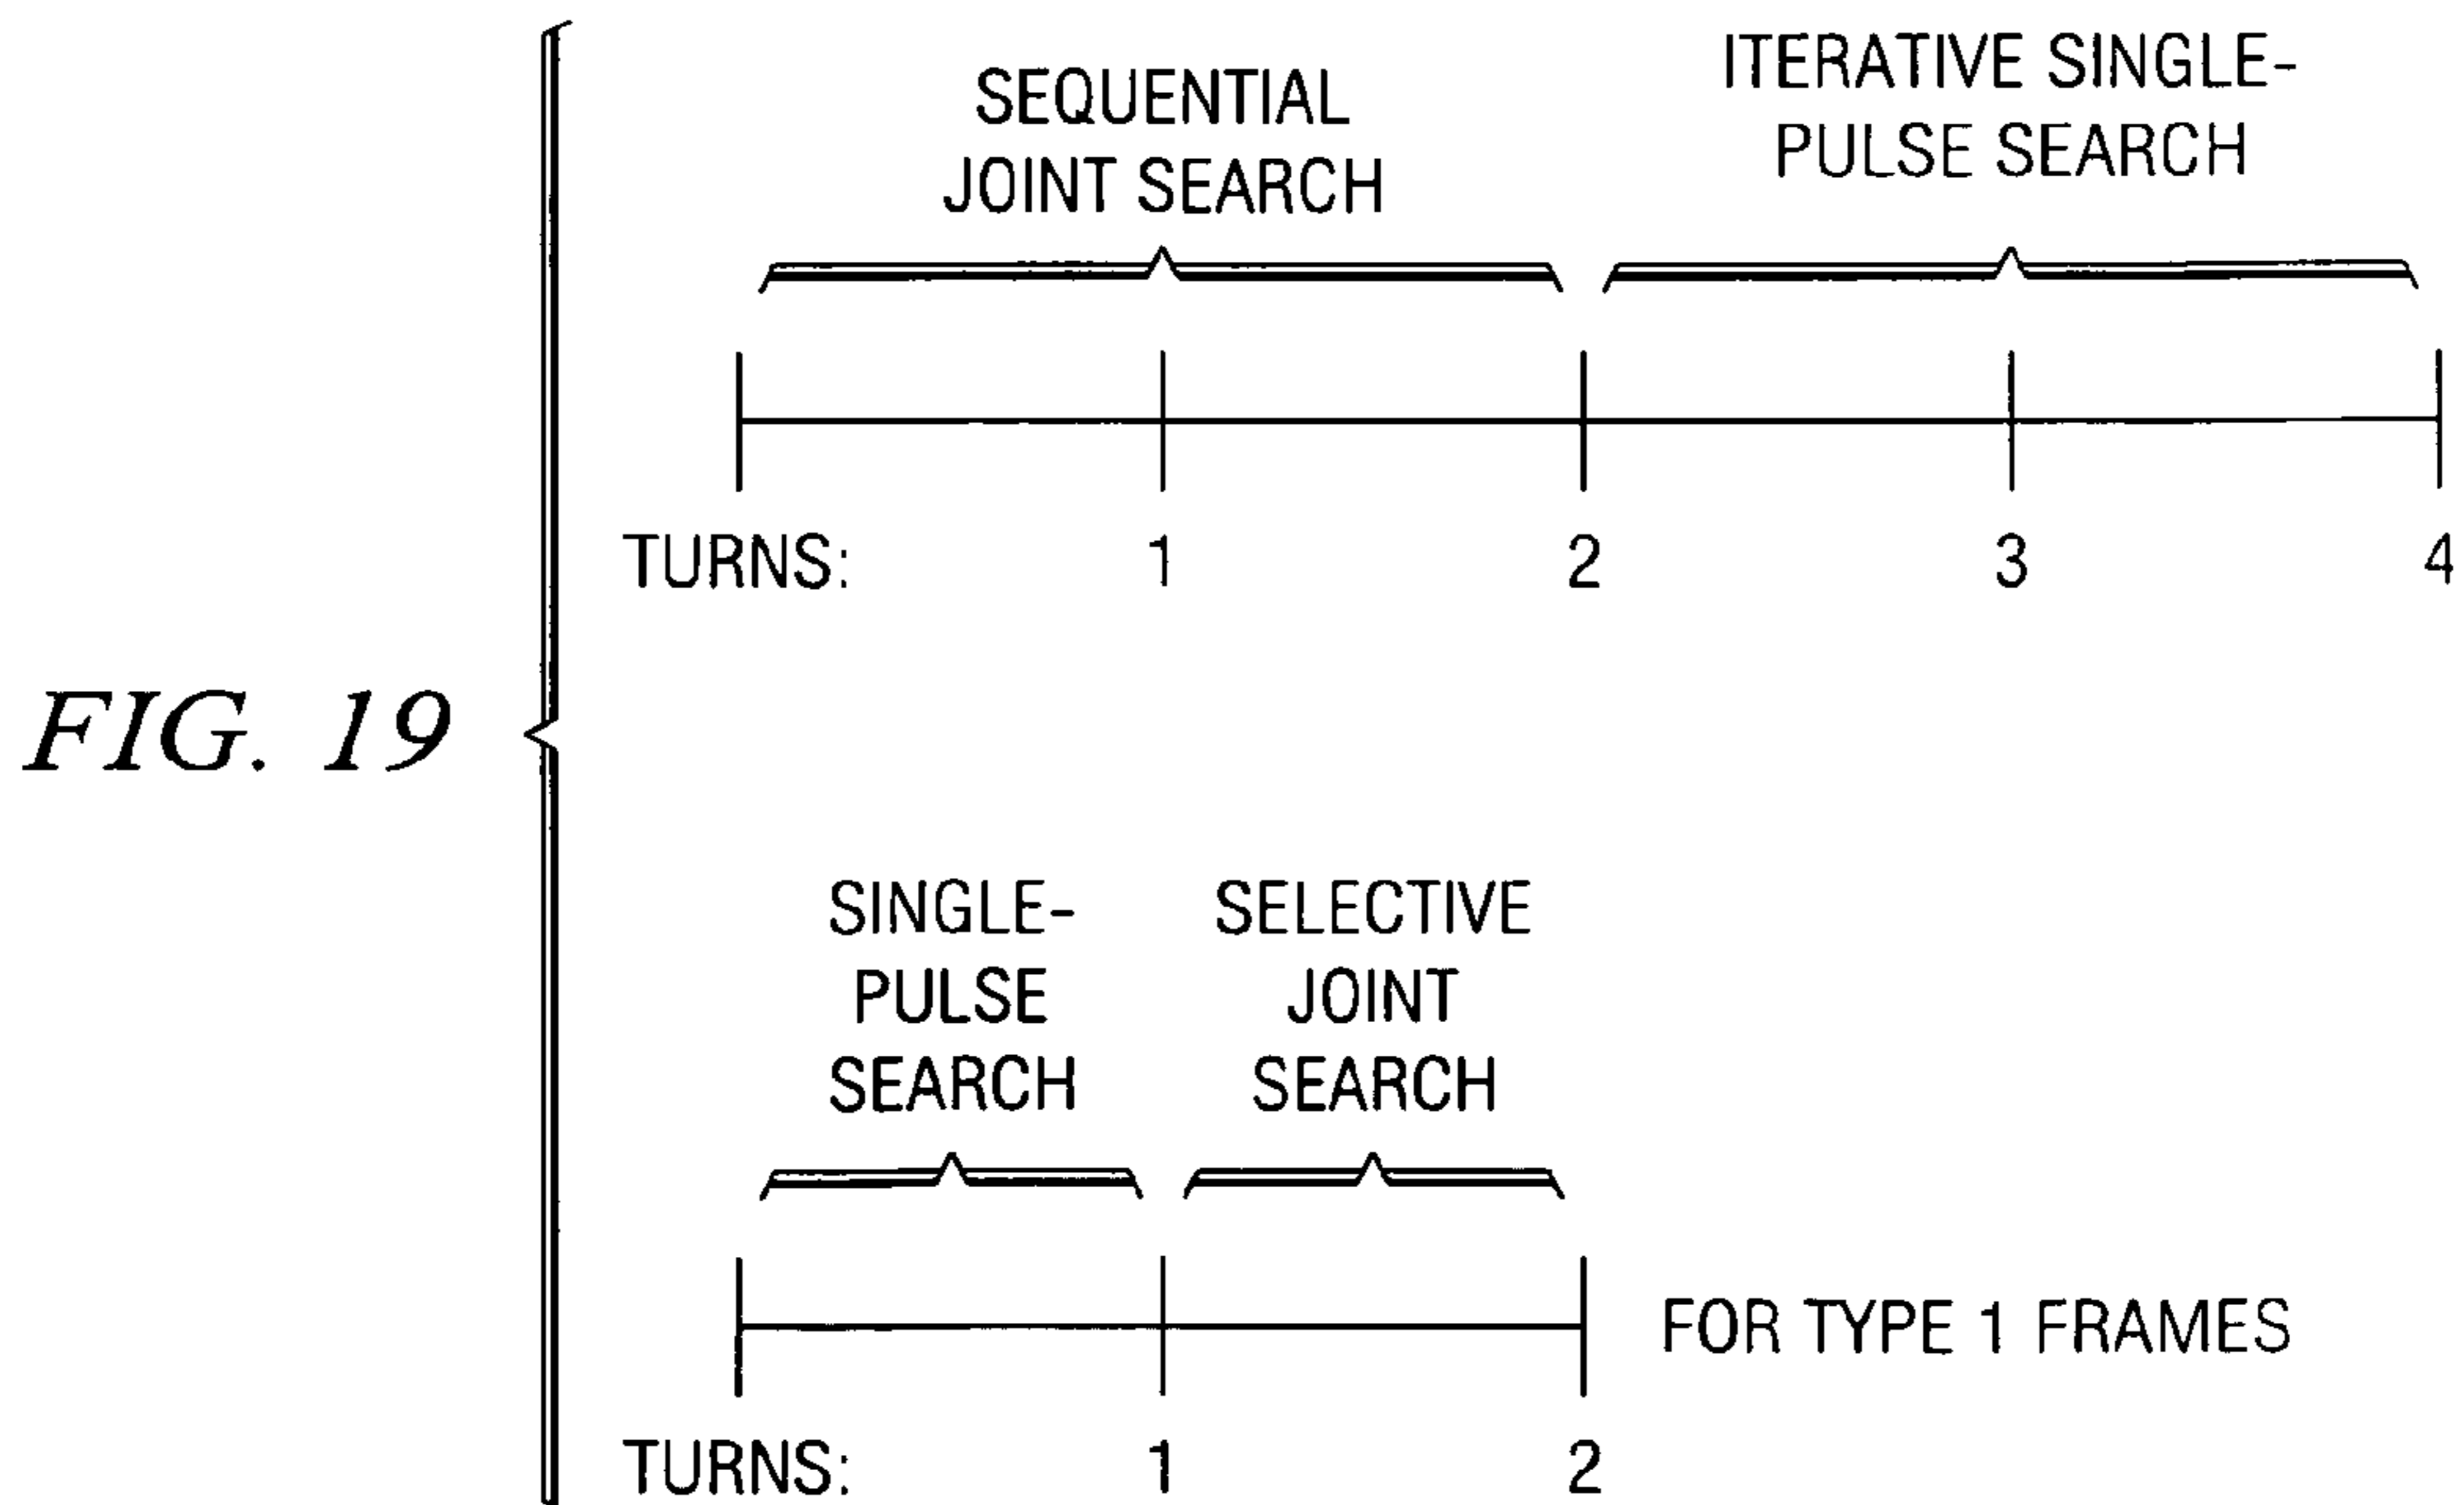 SEQUENTIAL
JOINT SEARCH
ITERATIVE SINGLE-
PULSE SEARCH
TURNS: 1 2 3 4
FIG. 19
SINGLE-
PULSE
SEARCH
SELECTIVE
JOINT
SEARCH
FOR TYPE 1 FRAMES
TURNS: 1 2